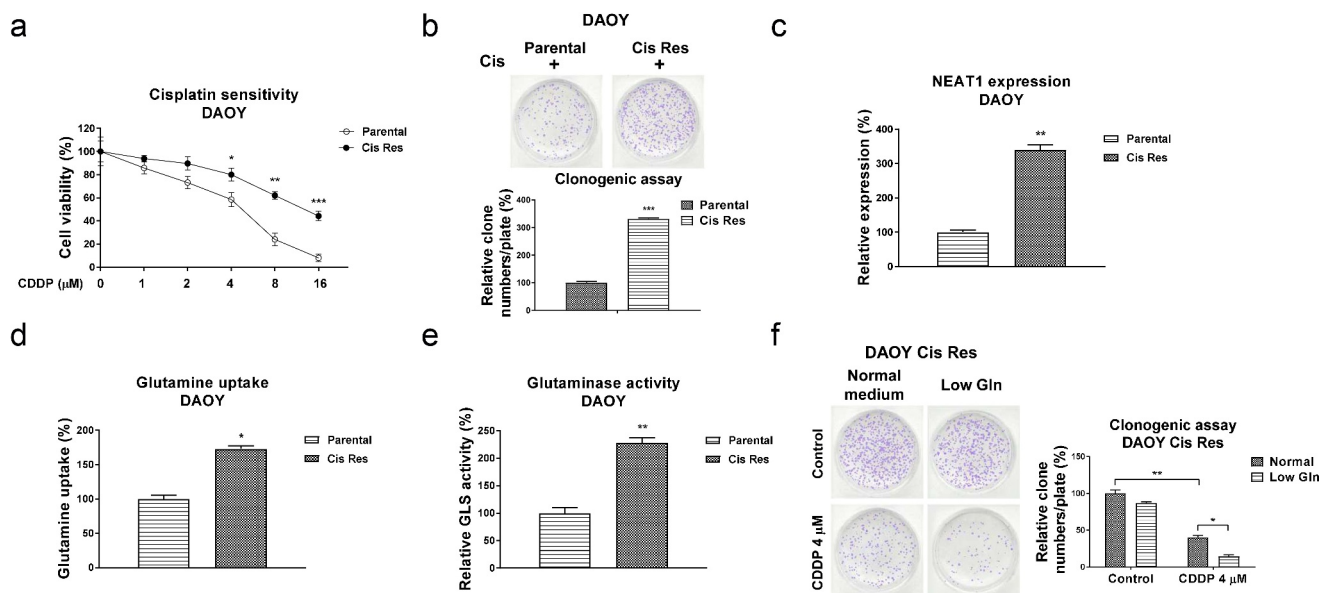 a
Cisplatin sensitivity
DAOY
Cell viability (%)
120
100
80
60
40
20
0
*
**
***
Parental
Cis Res
CDDP (μM)
0 1 2 4 8 16
b
DAOY
Parental Cis Res
Cis + +
Clonogenic assay
Relative clone
numbers/plate (%)
400
300
200
100
0
***
Parental
Cis Res
c
NEAT1 expression
DAOY
Relative expression (%)
400
300
200
100
0
**
Parental
Cis Res
d
Glutamine uptake
DAOY
Glutamine uptake (%)
200
150
100
50
0
*
Parental
Cis Res
e
Glutaminase activity
DAOY
Relative GLS activity (%)
250
200
150
100
50
0
**
Parental
Cis Res
f
DAOY Cis Res
Normal
medium
Low Gln
Control
CDDP 4 μM
Clonogenic assay
DAOY Cis Res
Relative clone
numbers/plate (%)
150
100
50
0
**
*
Normal
Low Gln
Control CDDP 4 μM